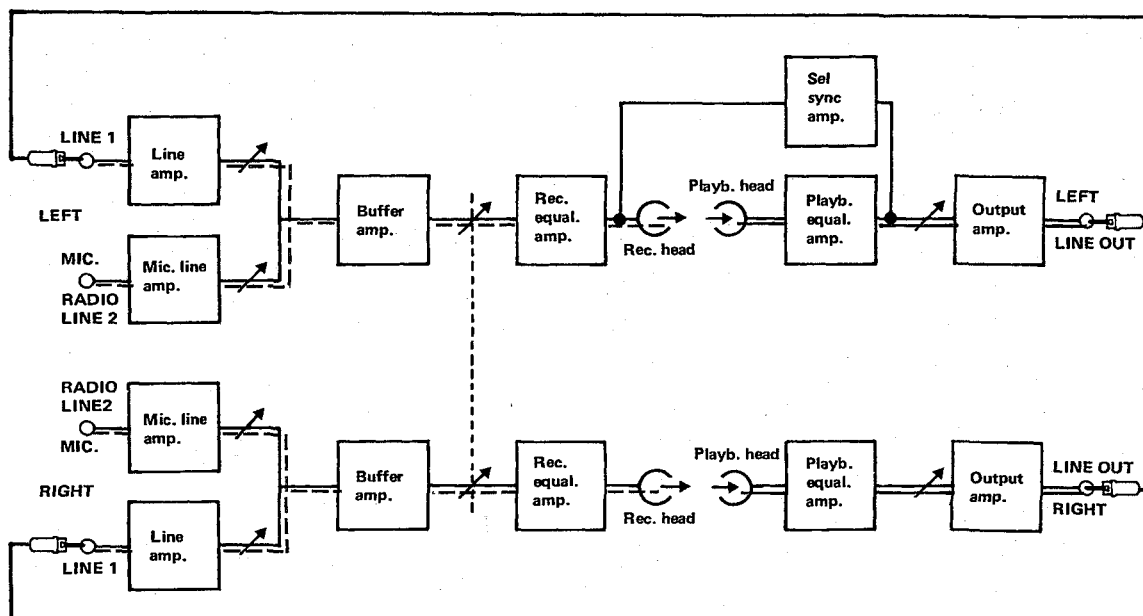 Sel
sync
amp.
LINE 1
Line
amp.
LEFT
MIC.
RADIO
LINE 2
Mic. line
amp.
Buffer
amp.
Rec.
equal.
amp.
Rec. head
Playb. head
Playb.
equal.
amp.
Output
amp.
LEFT
LINE OUT
RADIO
LINE2
MIC.
Mic. line
amp.
RIGHT
LINE 1
Line
amp.
Buffer
amp.
Rec.
equal.
amp.
Rec. head
Playb. head
Playb.
equal.
amp.
Output
amp.
LINE OUT
RIGHT